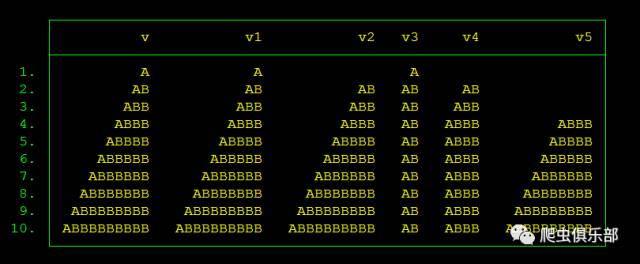 v v1 v2 v3 v4 v5
1. A A A
2. AB AB AB AB AB
3. ABB ABB ABB AB ABB
4. ABBB ABBB ABBB AB ABBB ABBB
5. ABBBB ABBBB ABBBB AB ABBB ABBBB
6. ABBBBB ABBBBB ABBBBB AB ABBB ABBBBB
7. ABBBBBB ABBBBBB ABBBBBB AB ABBB ABBBBBB
8. ABBBBBBB ABBBBBBB ABBBBBBB AB ABBB ABBBBBBB
9. ABBBBBBBB ABBBBBBBB ABBBBBBBB AB ABBB ABBBBBBBB
10. ABBBBBBBBB ABBBBBBBBB ABBBBBBBBB AB ABBB
爬虫俱乐部